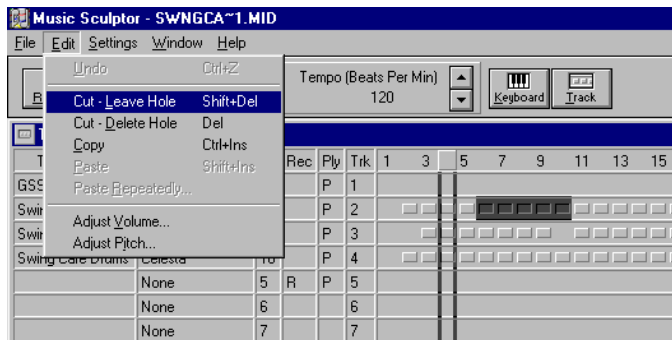 Music Sculptor - SWNGCA~1.MID
File Edit Settings Window Help
Undo Ctrl+Z
Cut - Leave Hole Shift+Del
Cut - Delete Hole Del
Copy Ctrl+Ins
Paste Shift+Ins
Paste Repeatedly...
Adjust Volume...
Adjust Pitch...
R
Tempo (Beats Per Min)
120
Keyboard
Track
T Rec Ply Trk 1 3 5 7 9 11 13 15
GSS P 1
Swin P 2
Swin P 3
Swing Cafe Drums Celesta 10 P 4
None 5 R P 5
None 6 6
None 7 7